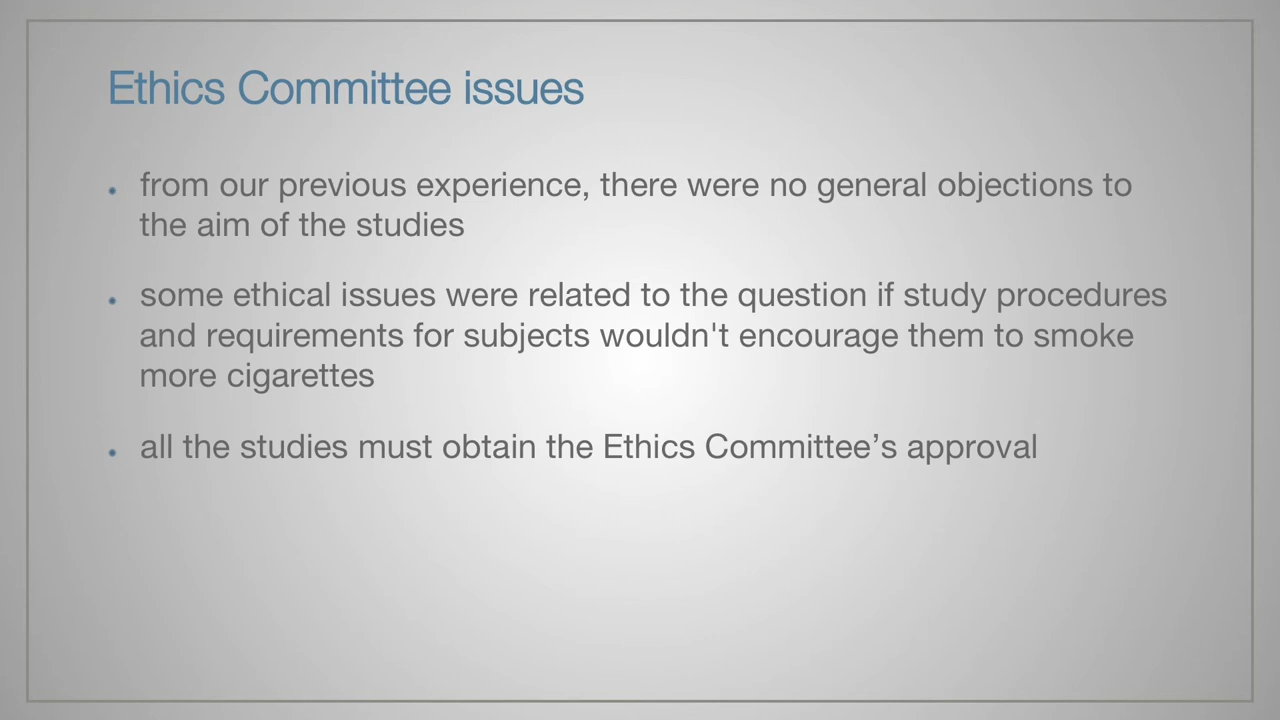 Ethics Committee issues
• from our previous experience, there were no general objections to
the aim of the studies
• some ethical issues were related to the question if study procedures
and requirements for subjects wouldn't encourage them to smoke
more cigarettes
• all the studies must obtain the Ethics Committee’s approval